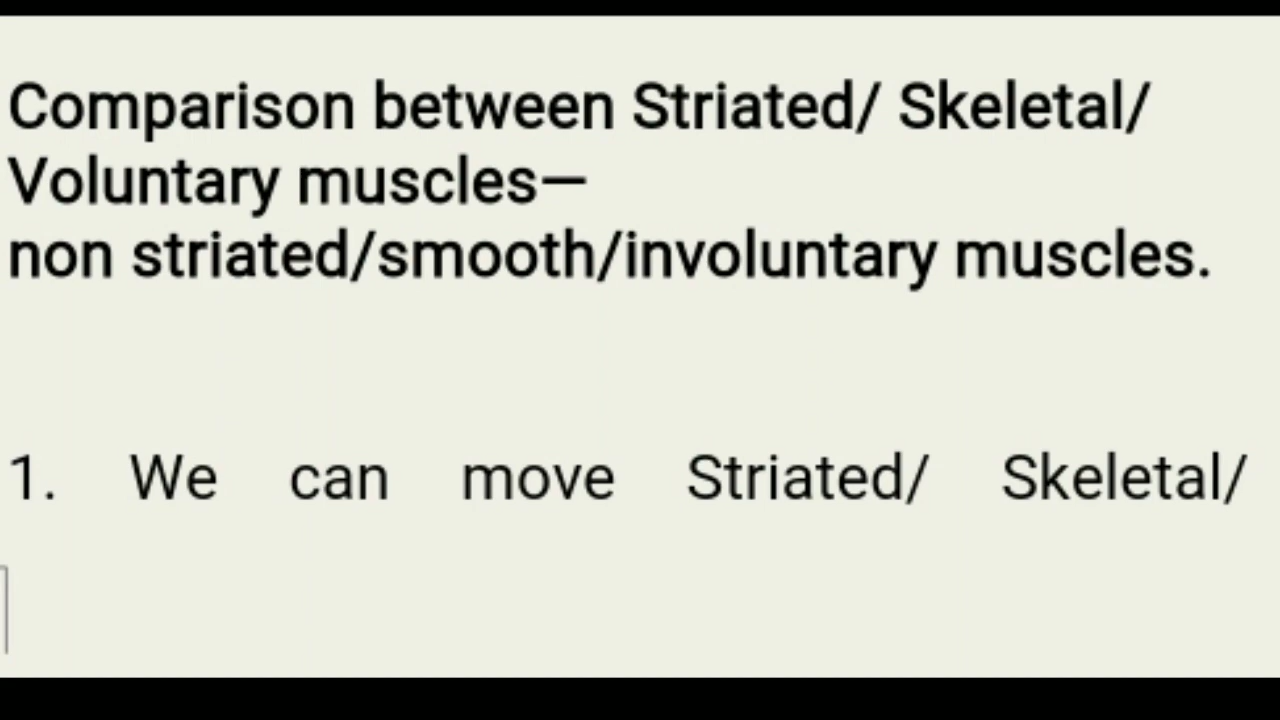 Comparison between Striated/ Skeletal/
Voluntary muscles—
non striated/smooth/involuntary muscles.
1. We can move Striated/ Skeletal/